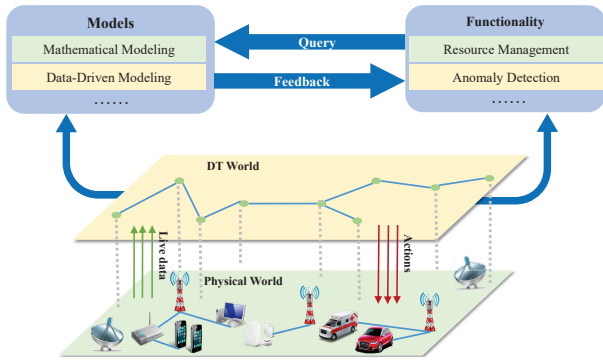 Models
Mathematical Modeling
Data-Driven Modeling
......
Query
Feedback
Functionality
Resource Management
Anomaly Detection
......
DT World
Live data
Actions
Physical World